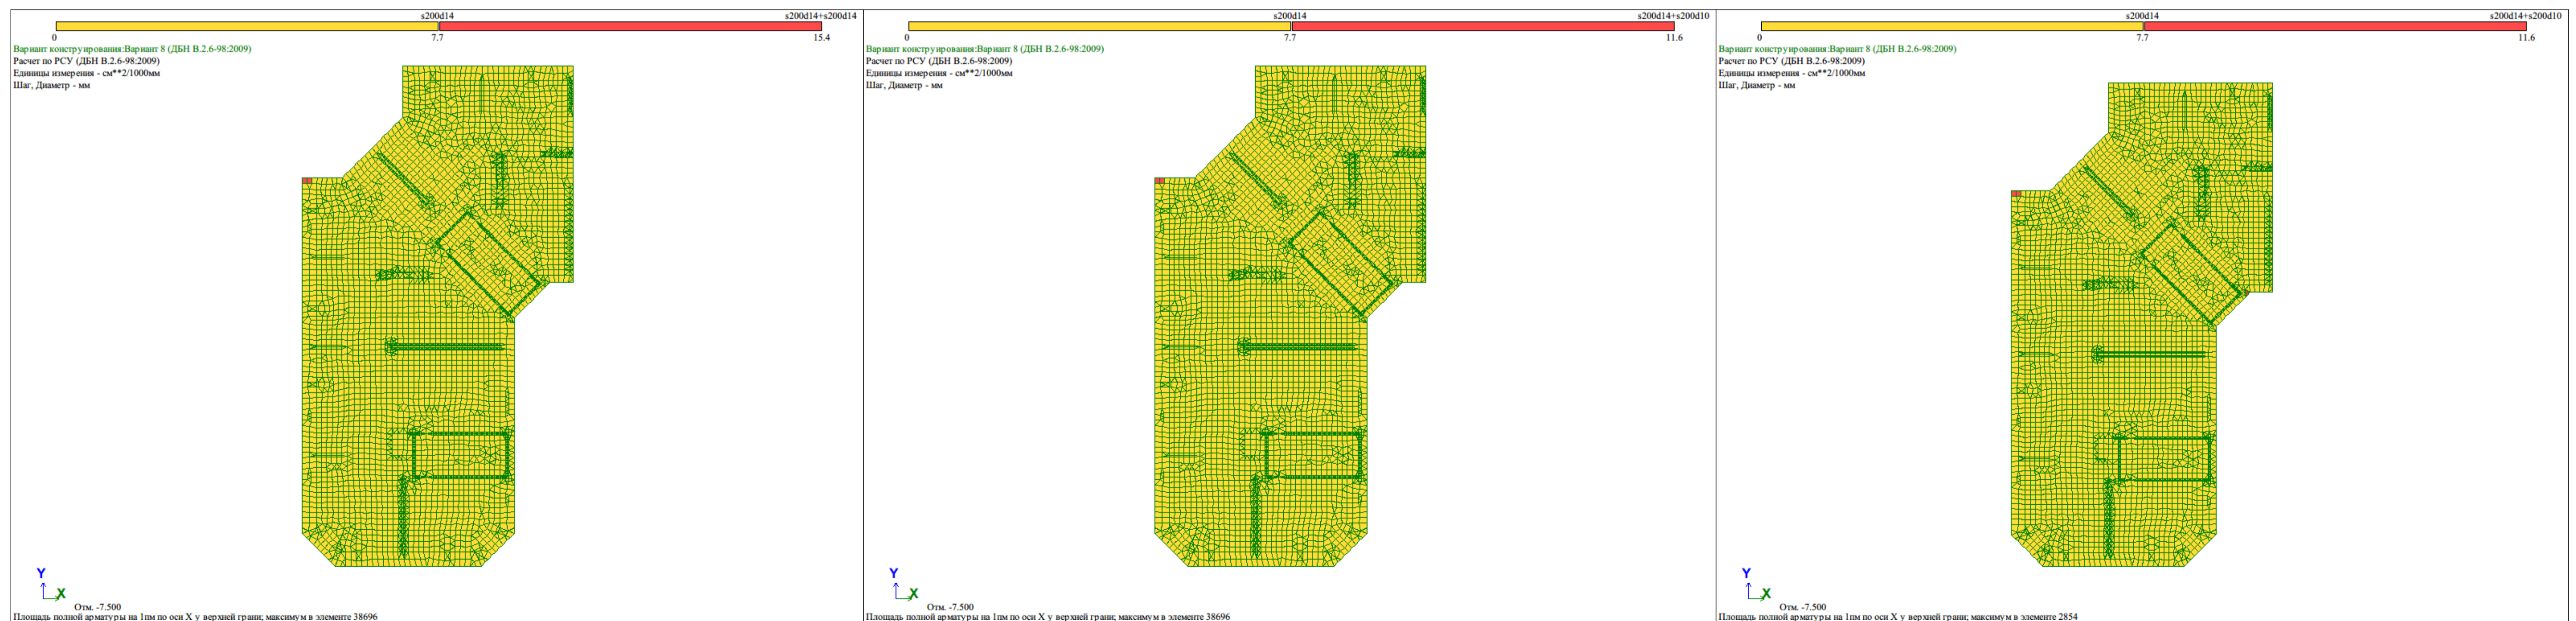 s200d14
s200d14+s200d14
0
7.7
15.4
Вариант конструирования:Вариант 8 (ДБН В.2.6-98:2009)
Расчет по РСУ (ДБН В.2.6-98:2009)
Единицы измерения - см**2/1000мм
Шаг, Диаметр - мм
Y
X
Отм. -7.500
Площадь полной арматуры на 1пм по оси X у верхней грани; максимум в элементе 38696
s200d14
s200d14+s200d10
0
7.7
11.6
Вариант конструирования:Вариант 8 (ДБН В.2.6-98:2009)
Расчет по РСУ (ДБН В.2.6-98:2009)
Единицы измерения - см**2/1000мм
Шаг, Диаметр - мм
Y
X
Отм. -7.500
Площадь полной арматуры на 1пм по оси X у верхней грани; максимум в элементе 38696
s200d14
s200d14+s200d10
0
7.7
11.6
Вариант конструирования:Вариант 8 (ДБН В.2.6-98:2009)
Расчет по РСУ (ДБН В.2.6-98:2009)
Единицы измерения - см**2/1000мм
Шаг, Диаметр - мм
Y
X
Отм. -7.500
Площадь полной арматуры на 1пм по оси X у верхней грани; максимум в элементе 2854